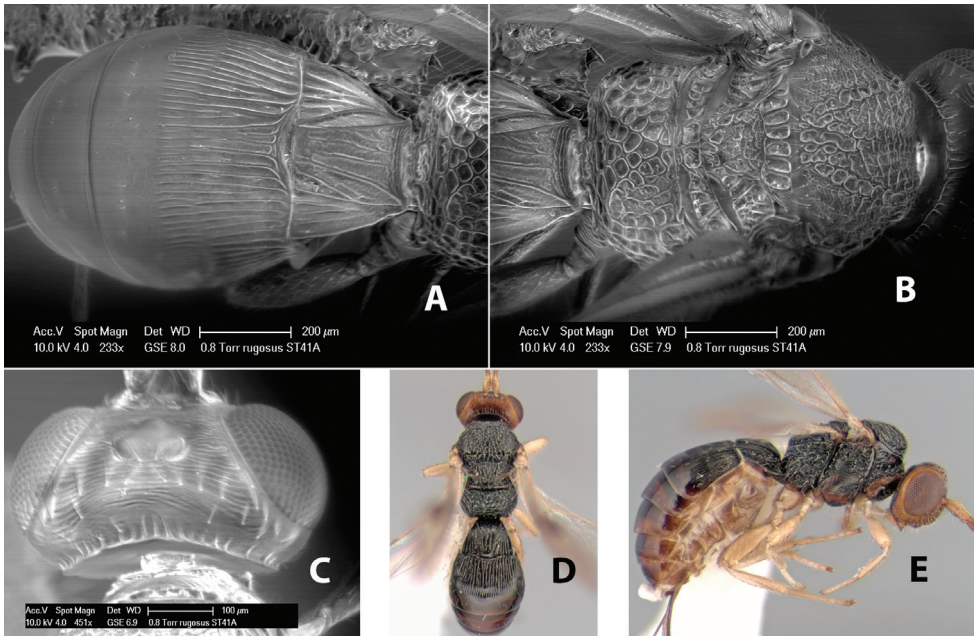 A
Acc.V Spot Magn Det WD 200 µm
10.0 kV 4.0 233x GSE 8.0 0.8 Torr rugosus ST41A
B
Acc.V Spot Magn Det WD 200 µm
10.0 kV 4.0 233x GSE 7.9 0.8 Torr rugosus ST41A
C
Acc.V Spot Magn Det WD 100 µm
10.0 kV 4.0 451x GSE 6.9 0.8 Torr rugosus ST41A
D
E